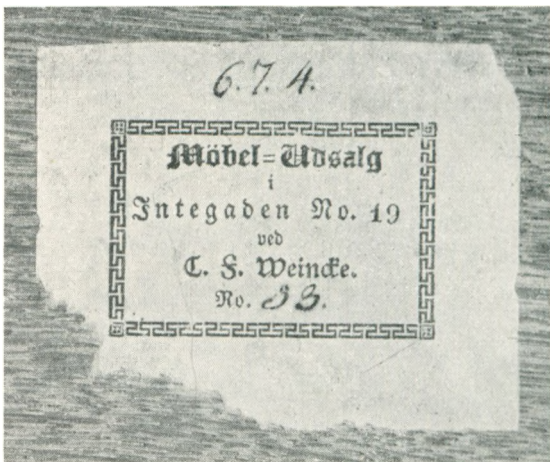 6.7.4.
Möbel=Udsalg
i
Integaden No. 19
ved
C. F. Weincke.
No. 33.